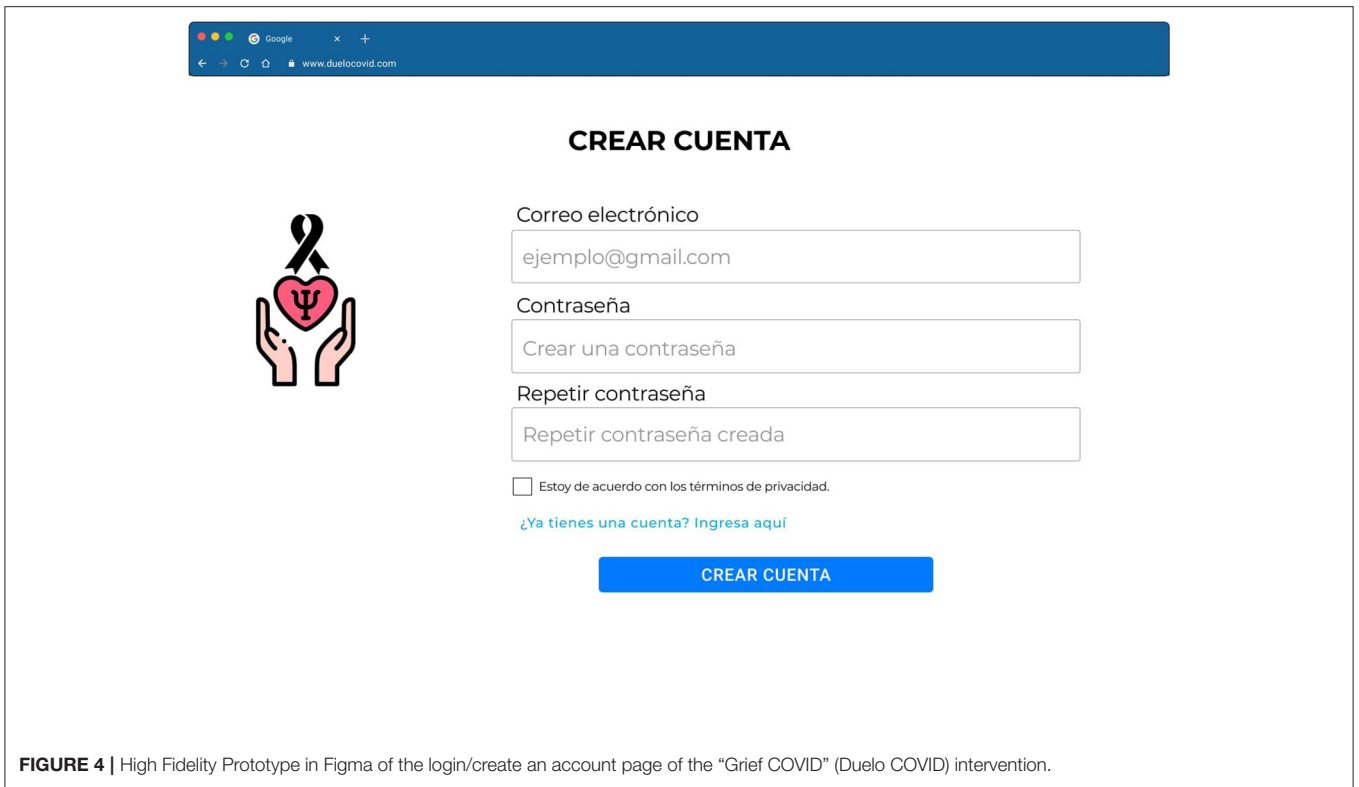 Google
www.duelocovid.com
CREAR CUENTA
Correo electrónico
ejemplo@gmail.com
Contraseña
Crear una contraseña
Repetir contraseña
Repetir contraseña creada
Estoy de acuerdo con los términos de privacidad.
¿Ya tienes una cuenta? Ingresa aquí
CREAR CUENTA
FIGURE 4 | High Fidelity Prototype in Figma of the login/create an account page of the “Grief COVID” (Duelo COVID) intervention.